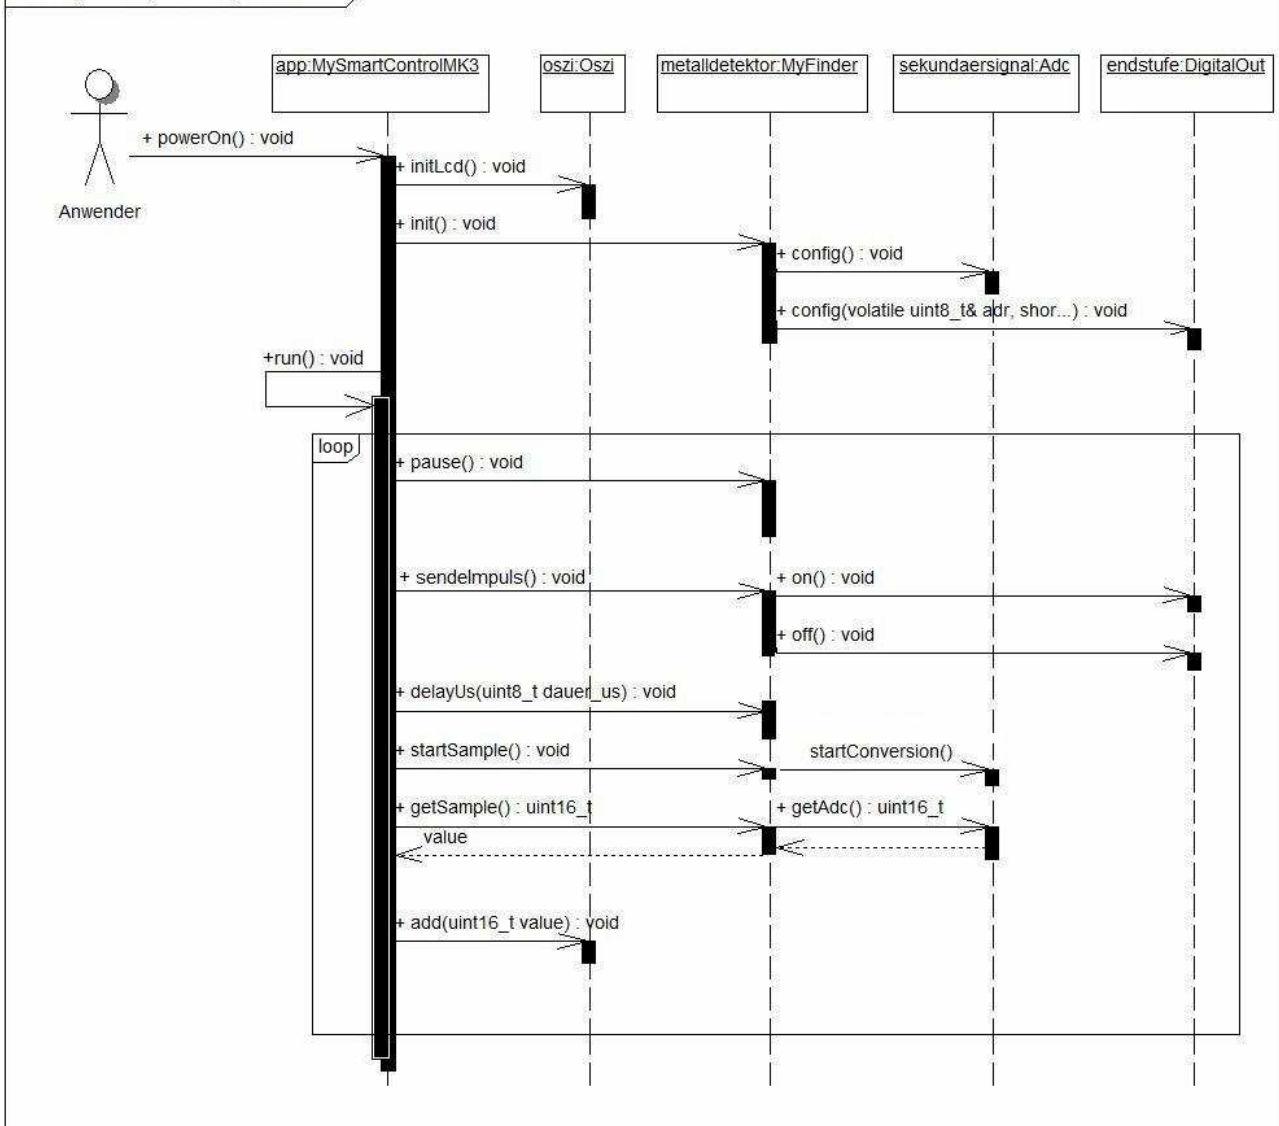 app:MySmartControlMK3
oszi:Oszi
metalldetektor:MyFinder
sekundaersignal:Adc
endstufe:DigitalOut
+ powerOn() : void
Anwender
+ initLcd() : void
+ init() : void
+ config() : void
+ config(volatile uint8_t& adr, shor...) : void
+run() : void
loop
+ pause() : void
+ sendeImpuls() : void
+ on() : void
+ off() : void
+ delayUs(uint8_t dauer_us) : void
+ startSample() : void
startConversion()
+ getSample() : uint16_t
+ getAdc() : uint16_t
value
+ add(uint16_t value) : void